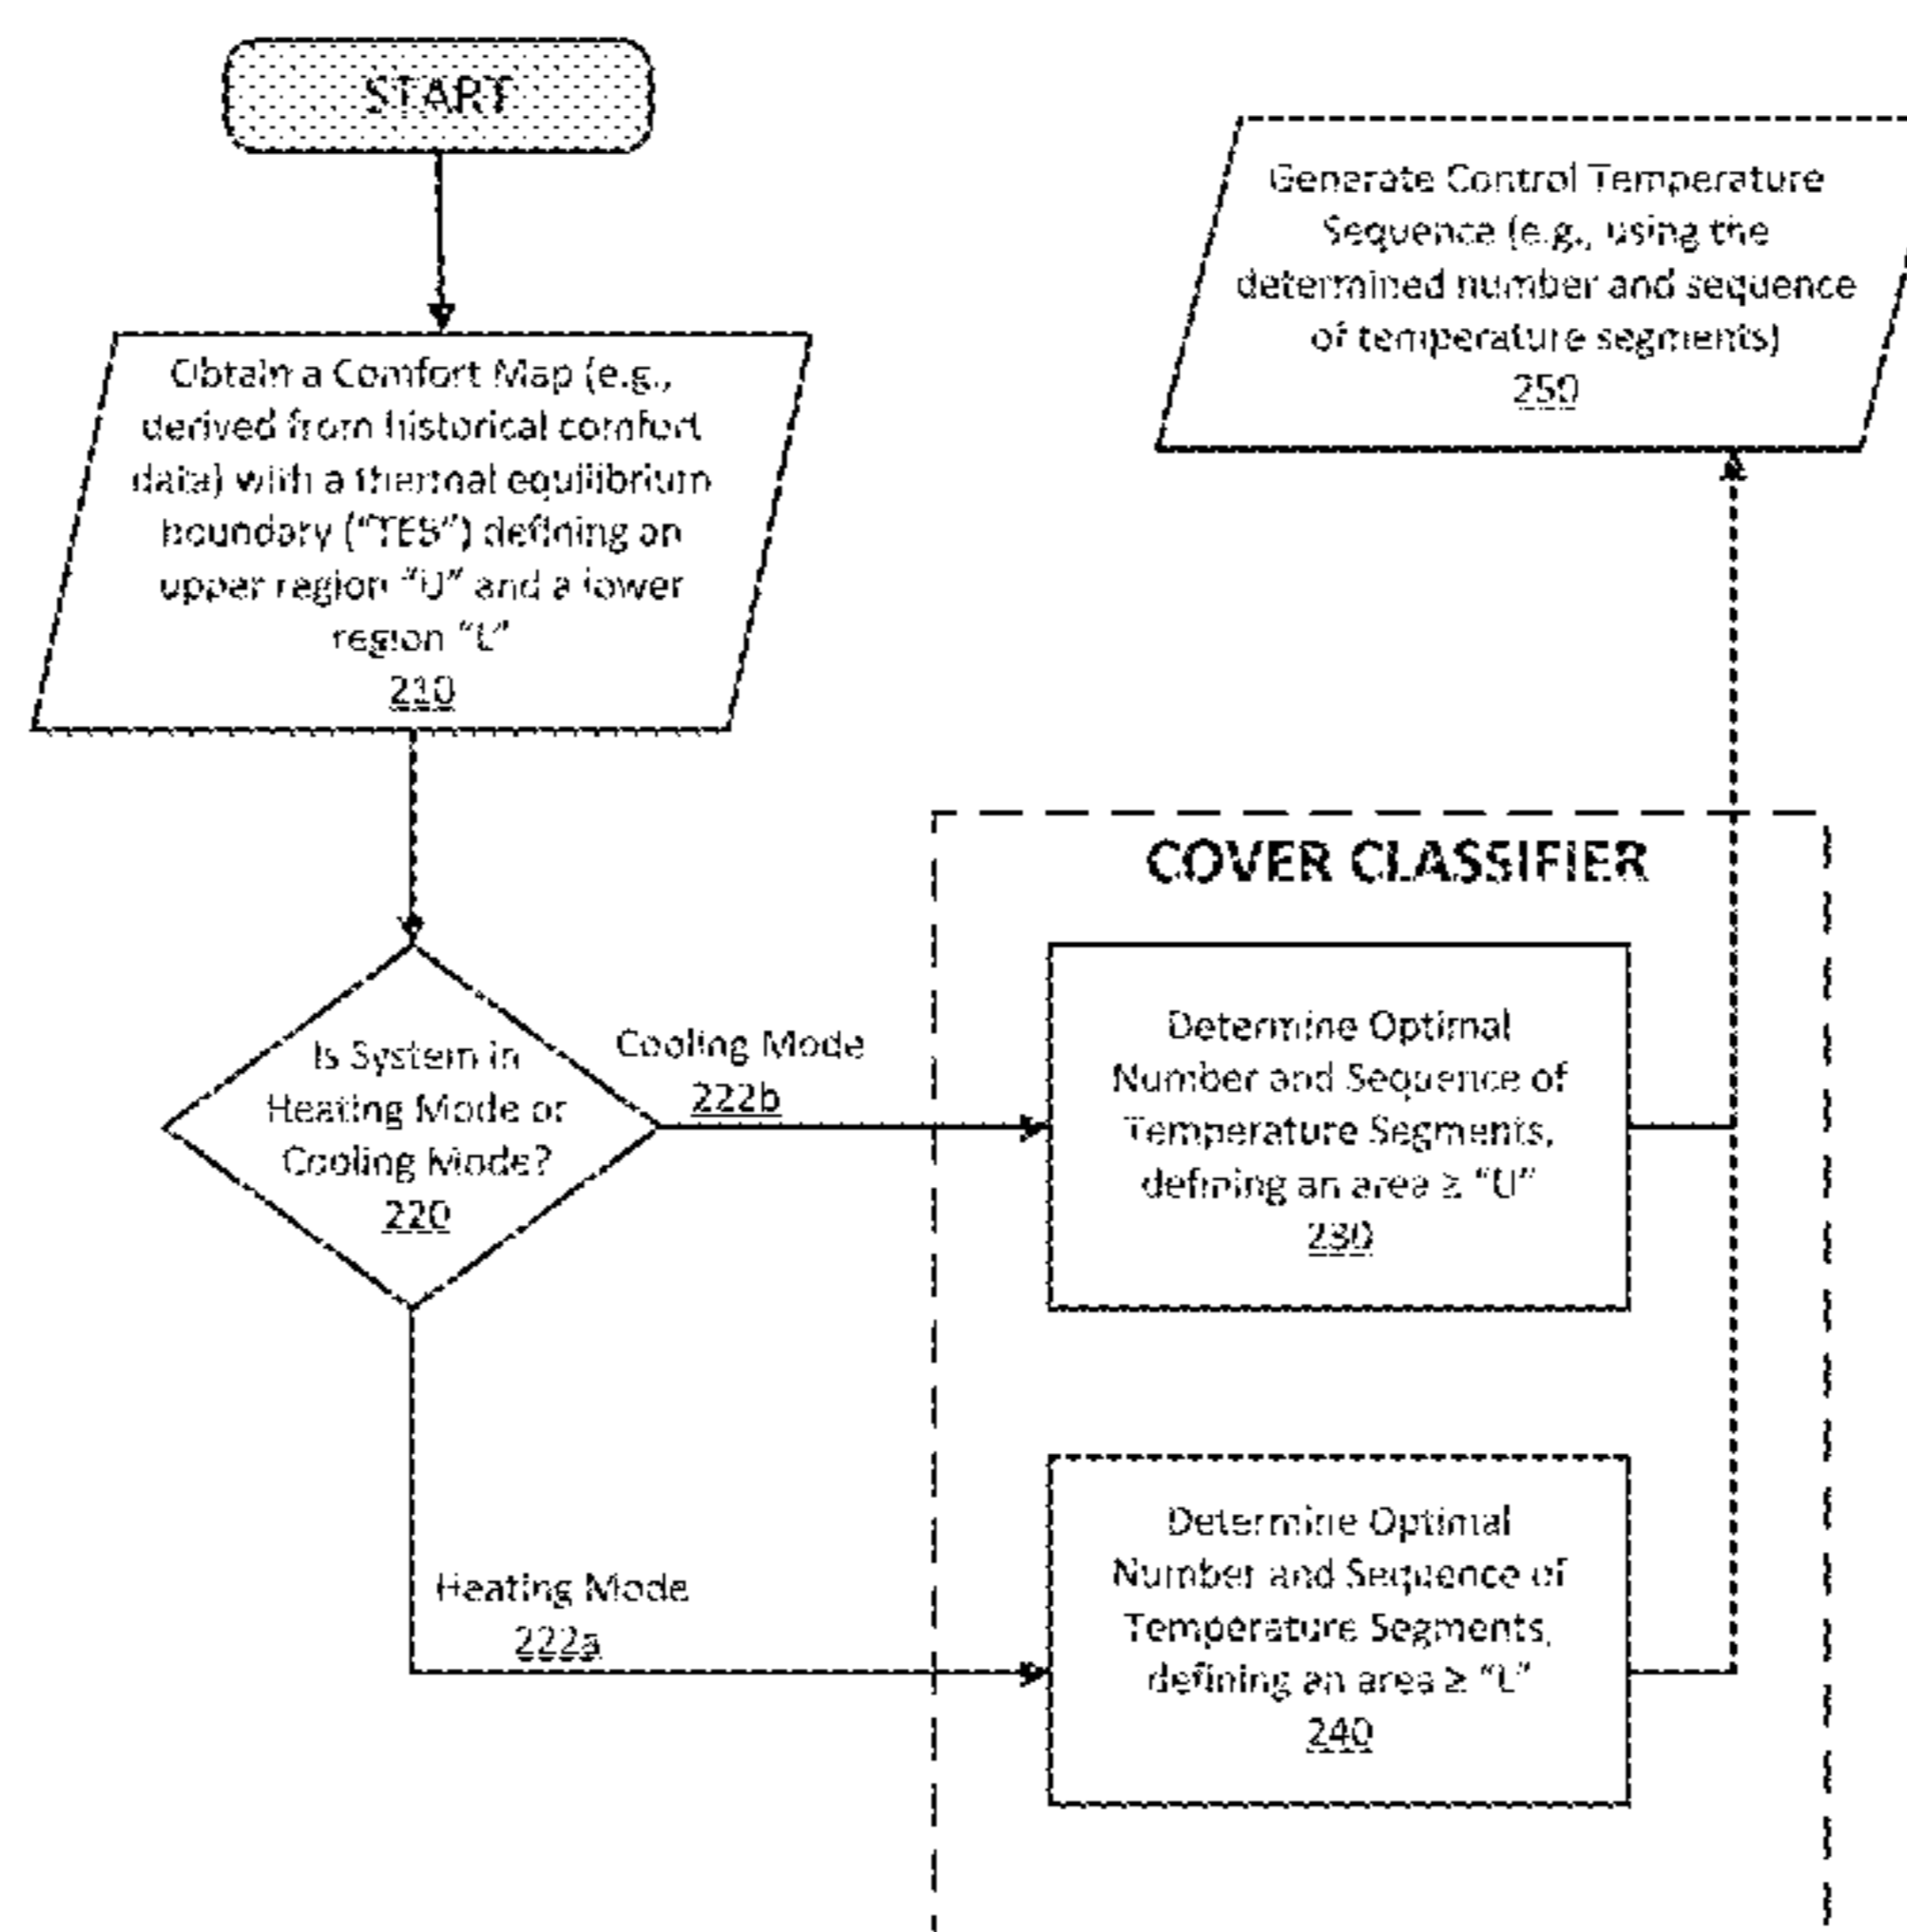 START
Obtain a Comfort Map (e.g.,
derived from historical comfort
data) with a thermal equilibrium
boundary ("TEB") defining an
upper region "U" and a lower
region "L"
210
Is System in
Heating Mode or
Cooling Mode?
220
Cooling Mode
222b
Heating Mode
222a
COVER CLASSIFIER
Determine Optimal
Number and Sequence of
Temperature Segments,
defining an area ≥ "U"
230
Determine Optimal
Number and Sequence of
Temperature Segments,
defining an area ≥ "L"
240
Generate Control Temperature
Sequence (e.g., using the
determined number and sequence
of temperature segments)
250